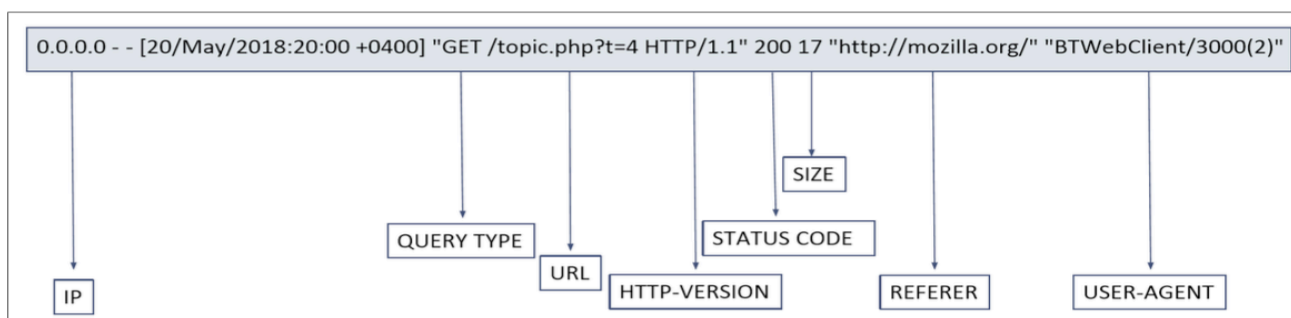 0.0.0.0 - - [20/May/2018:20:00 +0400] "GET /topic.php?t=4 HTTP/1.1" 200 17 "http://mozilla.org/" "BTWebClient/3000(2)"
SIZE
QUERY TYPE
STATUS CODE
URL
HTTP-VERSION
IP
REFERER
USER-AGENT